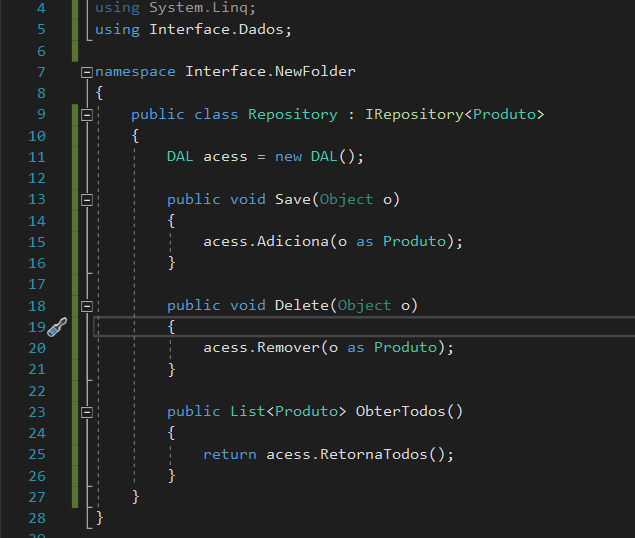 4 using System.Linq;
5 using Interface.Dados;
6
7 namespace Interface.NewFolder
8 {
9 public class Repository : IRepository<Produto>
10 {
11 DAL acess = new DAL();
12
13 public void Save(Object o)
14 {
15 acess.Adiciona(o as Produto);
16 }
17
18 public void Delete(Object o)
19 {
20 acess.Remover(o as Produto);
21 }
22
23 public List<Produto> ObterTodos()
24 {
25 return acess.RetornaTodos();
26 }
27 }
28 }